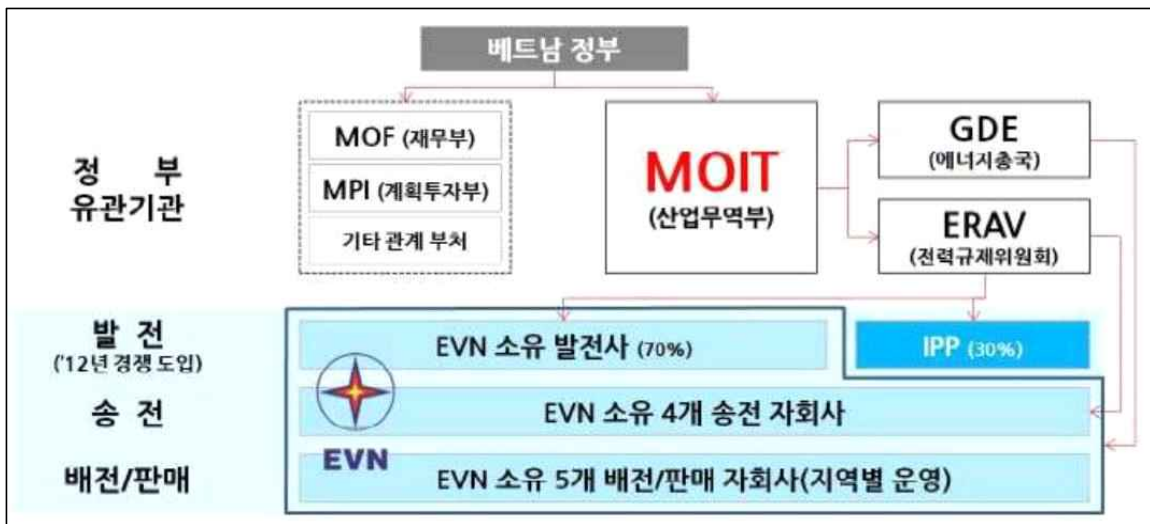 베트남 정부
정 부
유관기관
MOF (재무부)
MPI (계획투자부)
기타 관계 부처
MOIT
(산업무역부)
GDE
(에너지총국)
ERAV
(전력규제위원회)
발 전
('12년 경쟁 도입)
EVN 소유 발전사 (70%)
IPP (30%)
송 전
EVN 소유 4개 송전 자회사
EVN
배전/판매
EVN 소유 5개 배전/판매 자회사(지역별 운영)